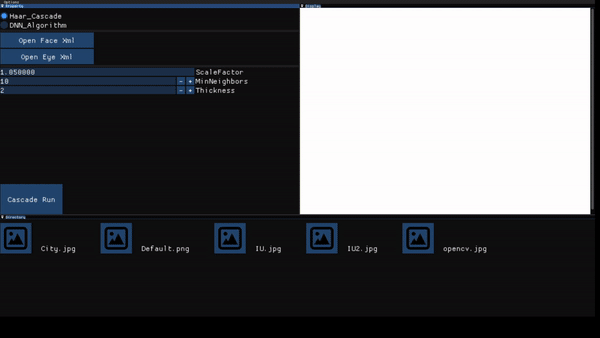 Options
Property
Display
Haar_Cascade
DNN_Algorithm
Open Face Xml
Open Eye Xml
1.050000 ScaleFactor
10 - + MinNeighbors
2 - + Thickness
Cascade Run
Directory
City.jpg Default.png IU.jpg IU2.jpg opencv.jpg